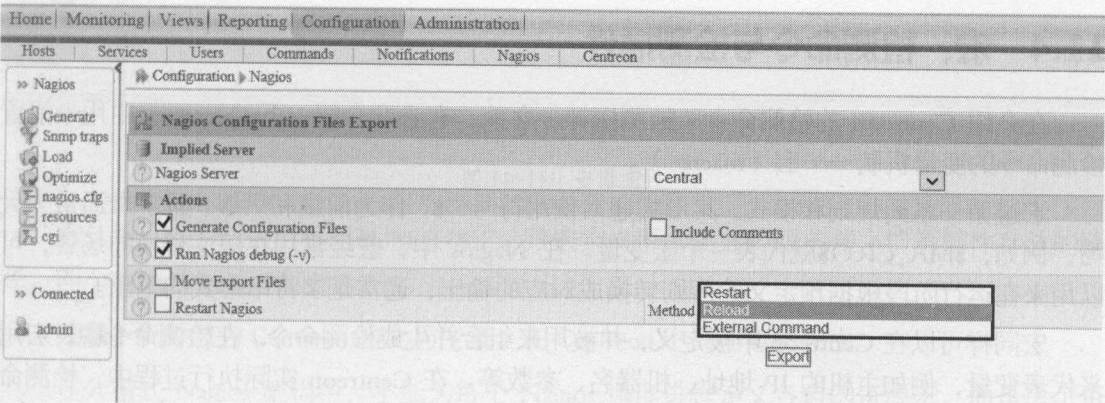 Home Monitoring Views Reporting Configuration Administration
Hosts Services Users Commands Notifications Nagios Centreon
» Nagios
Generate
Snmp traps
Load
Optimize
nagios.cfg
resources
cgi
» Connected
admin
Configuration Nagios
Nagios Configuration Files Export
Implied Server
Nagios Server Central
Actions
Generate Configuration Files Include Comments
Run Nagios debug (-v)
Move Export Files
Restart Nagios Method
Restart
Reload
External Command
Export